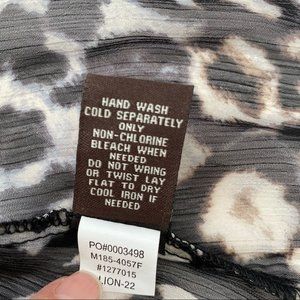 HAND WASH
COLD SEPARATELY
ONLY
NON-CHLORINE
BLEACH WHEN
NEEDED
DO NOT WRING
OR TWIST LAY
FLAT TO DRY
COOL IRON IF
NEEDED
PO#0003498
M185-4057F
#1277015
LION-22